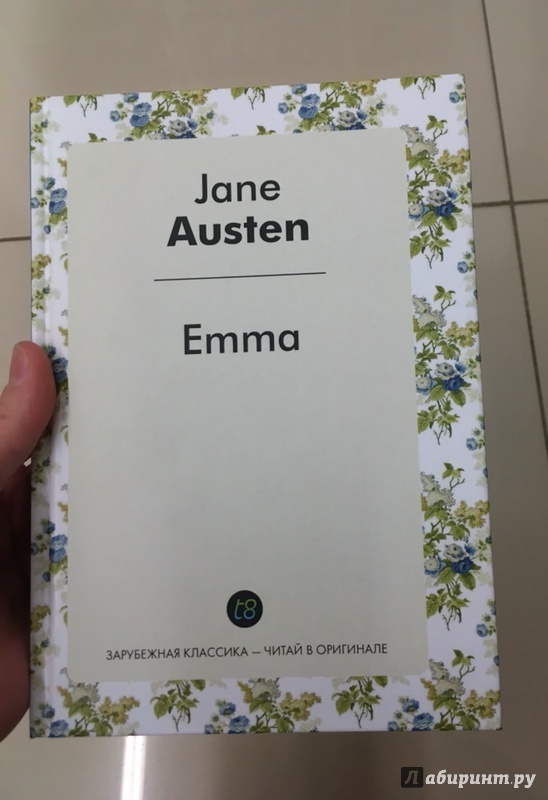 Jane
Austen
Emma
t8
ЗАРУБЕЖНАЯ КЛАССИКА — ЧИТАЙ В ОРИГИНАЛЕ
Лабиринт.ру